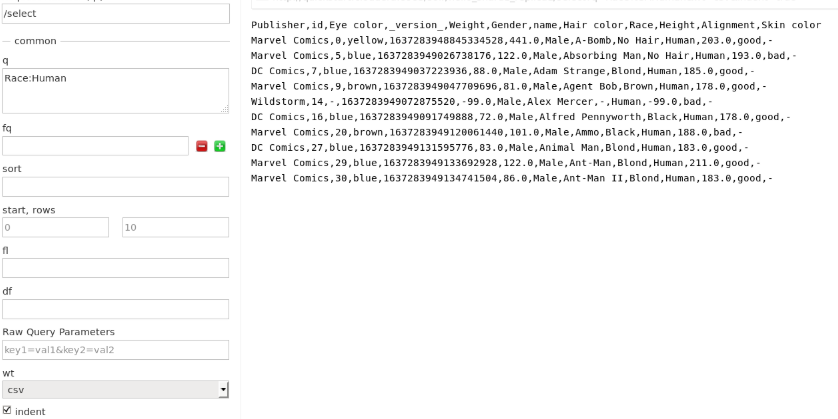 /select
common
q
Race:Human
fq
sort
start, rows
0
10
fl
df
Raw Query Parameters
key1=val1&key2=val2
wt
csv
indent
Publisher,id,Eye color,_version_,Weight,Gender,name,Hair color,Race,Height,Alignment,Skin color
Marvel Comics,0,yellow,1637283948845334528,441.0,Male,A-Bomb,No Hair,Human,203.0,good,-
Marvel Comics,5,blue,1637283949026738176,122.0,Male,Absorbing Man,No Hair,Human,193.0,bad,-
DC Comics,7,blue,1637283949037223936,88.0,Male,Adam Strange,Blond,Human,185.0,good,-
Marvel Comics,9,brown,1637283949047709696,81.0,Male,Agent Bob,Brown,Human,178.0,good,-
Wildstorm,14,-,1637283949072875520,-99.0,Male,Alex Mercer,-,Human,-99.0,bad,-
DC Comics,16,blue,1637283949091749888,72.0,Male,Alfred Pennyworth,Black,Human,178.0,good,-
Marvel Comics,20,brown,1637283949120061440,101.0,Male,Ammo,Black,Human,188.0,bad,-
DC Comics,27,blue,1637283949131595776,83.0,Male,Animal Man,Blond,Human,183.0,good,-
Marvel Comics,29,blue,1637283949133692928,122.0,Male,Ant-Man,Blond,Human,211.0,good,-
Marvel Comics,30,blue,1637283949134741504,86.0,Male,Ant-Man II,Blond,Human,183.0,good,-